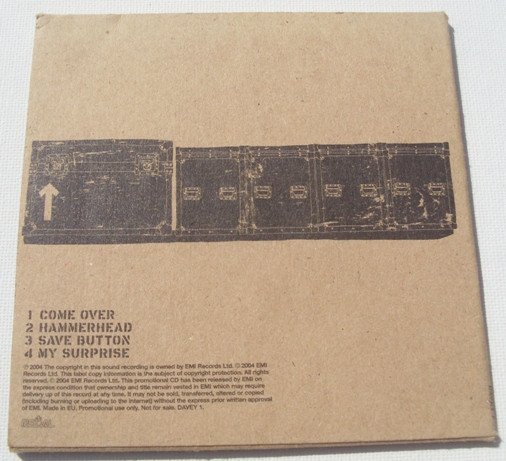 1 COME OVER
2 HAMMERHEAD
3 SAVE BUTTON
4 MY SURPRISE
℗ 2004 The copyright in this sound recording is owned by EMI Records Ltd. © 2004 EMI
Records Ltd. This label copy information is the subject of copyright protection. All rights
reserved. © 2004 EMI Records Ltd. This promotional CD has been released by EMI on
the express condition that ownership and title remain vested in EMI which may require
delivery up of this record at any time. It may not be sold, transferred, altered or copied
(including burning or uploading to the internet) without the express prior written approval
of EMI. Made in EU. Promotional use only. Not for sale. DAVEY 1.